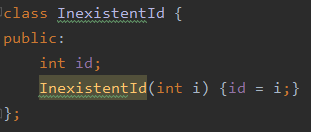 class InexistentId {
public:
    int id;
    InexistentId(int i) {id = i;}
};